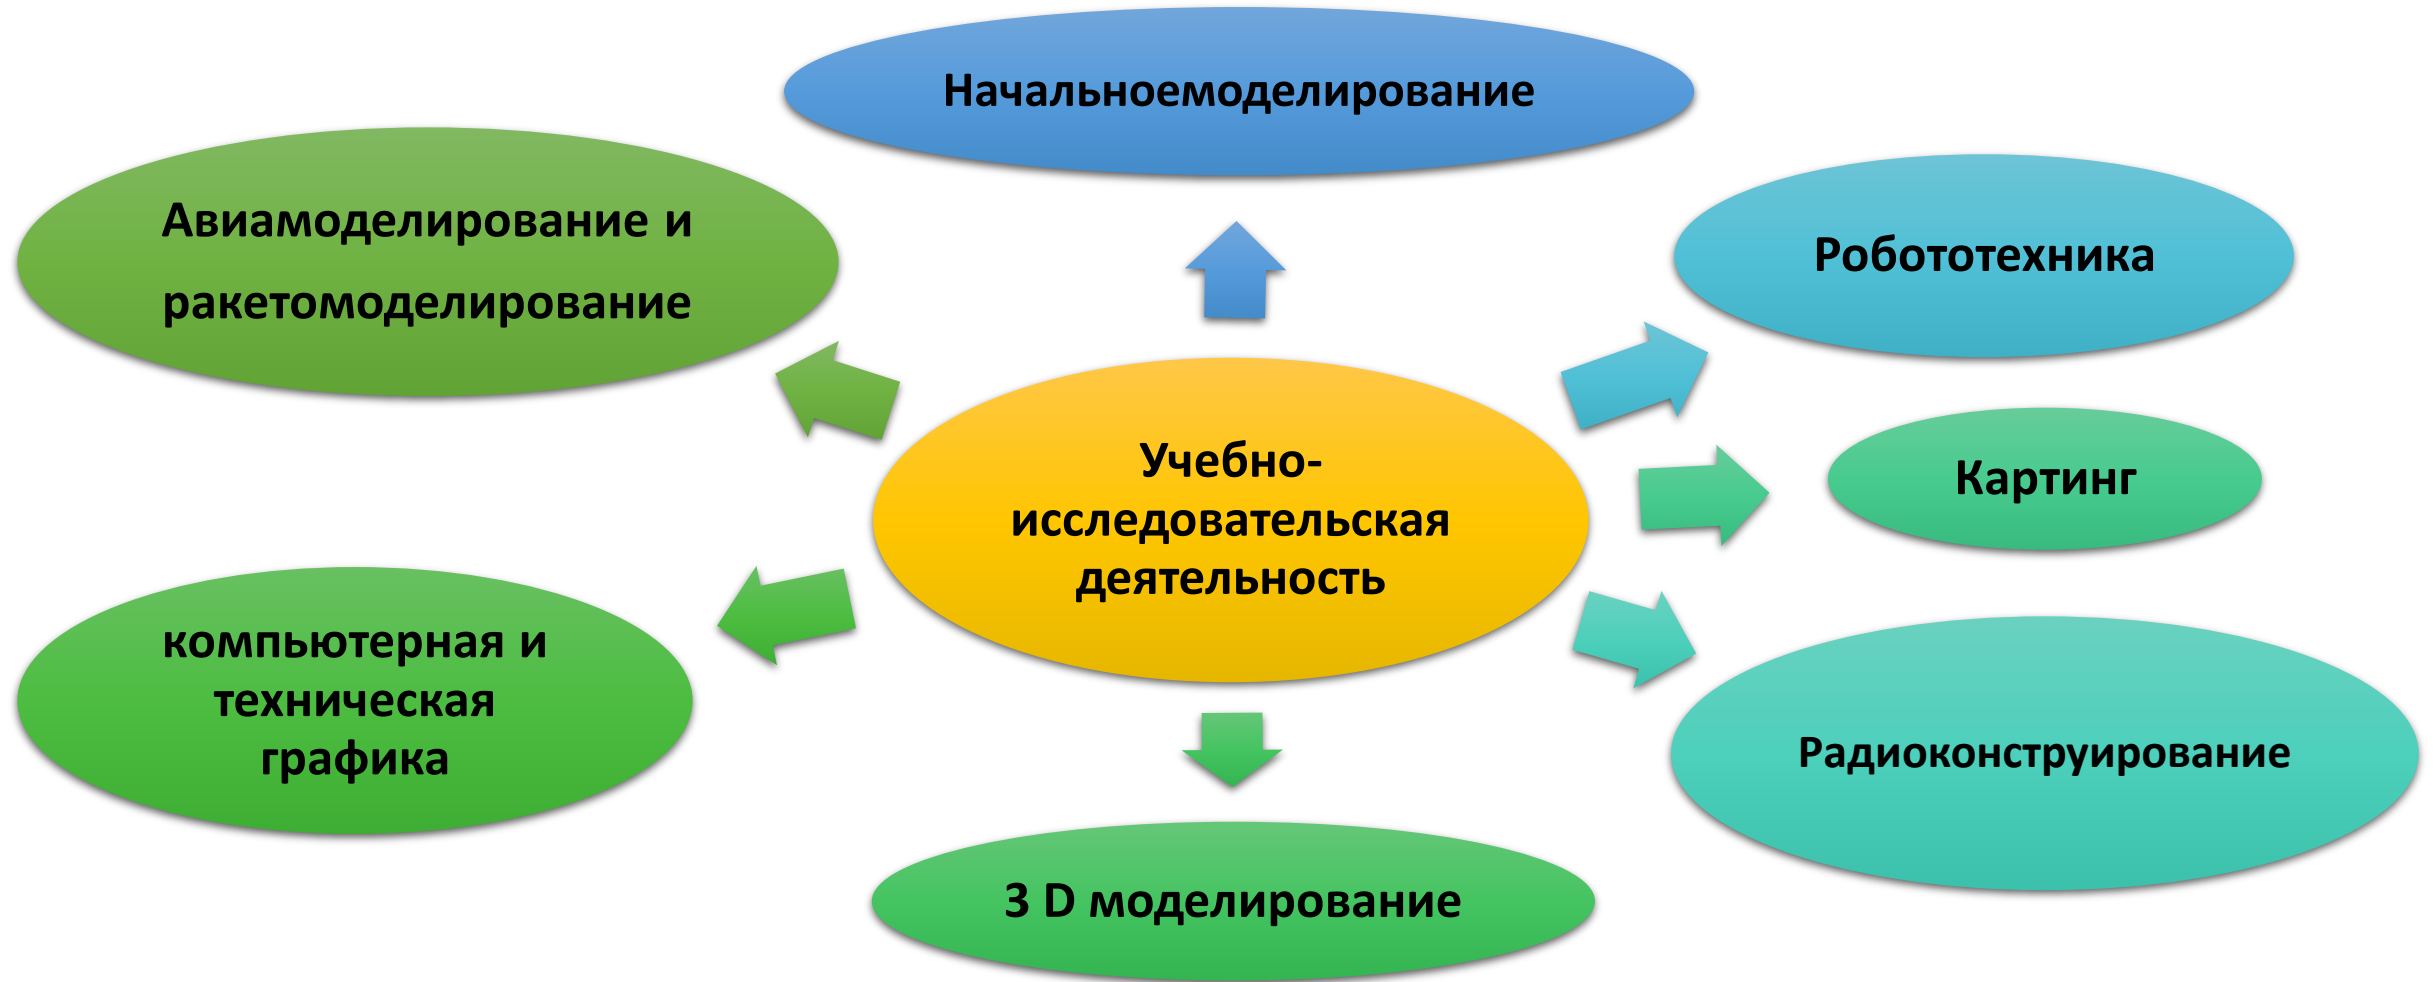 Начальноемоделирование
Авиамоделирование и
ракетомоделирование
Робототехника
Картинг
Учебно-
исследовательская
деятельность
компьютерная и
техническая
графика
Радиоконструирование
3 D моделирование